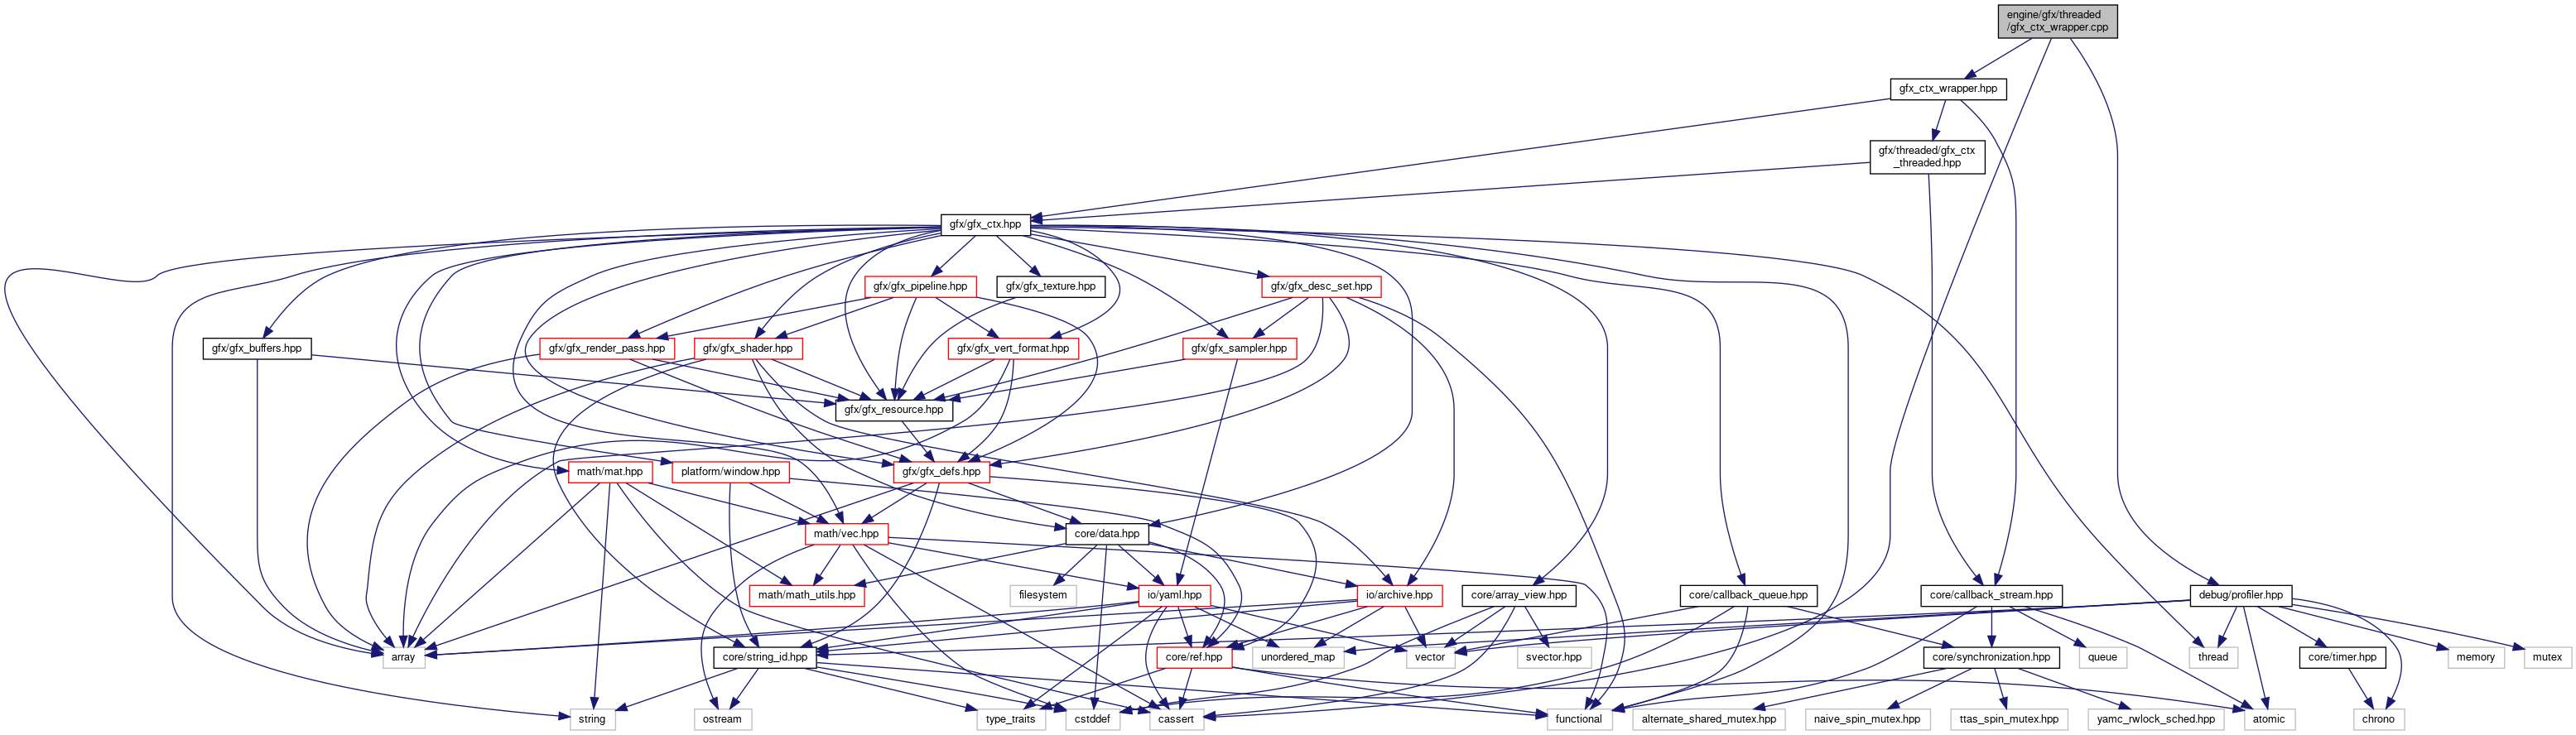 engine/gfx/threaded
/gfx_ctx_wrapper.cpp
gfx_ctx_wrapper.hpp
gfx/threaded/gfx_ctx
_threaded.hpp
gfx/gfx_ctx.hpp
gfx/gfx_pipeline.hpp
gfx/gfx_texture.hpp
gfx/gfx_desc_set.hpp
gfx/gfx_buffers.hpp
gfx/gfx_render_pass.hpp
gfx/gfx_shader.hpp
gfx/gfx_vert_format.hpp
gfx/gfx_sampler.hpp
gfx/gfx_resource.hpp
math/mat.hpp
platform/window.hpp
gfx/gfx_defs.hpp
math/vec.hpp
core/data.hpp
math/math_utils.hpp
filesystem
io/yaml.hpp
io/archive.hpp
core/array_view.hpp
core/callback_queue.hpp
core/callback_stream.hpp
debug/profiler.hpp
array
core/string_id.hpp
core/ref.hpp
unordered_map
vector
svector.hpp
core/synchronization.hpp
queue
thread
core/timer.hpp
memory
mutex
string
ostream
type_traits
cstddef
cassert
functional
alternate_shared_mutex.hpp
naive_spin_mutex.hpp
ttas_spin_mutex.hpp
yamc_rwlock_sched.hpp
atomic
chrono